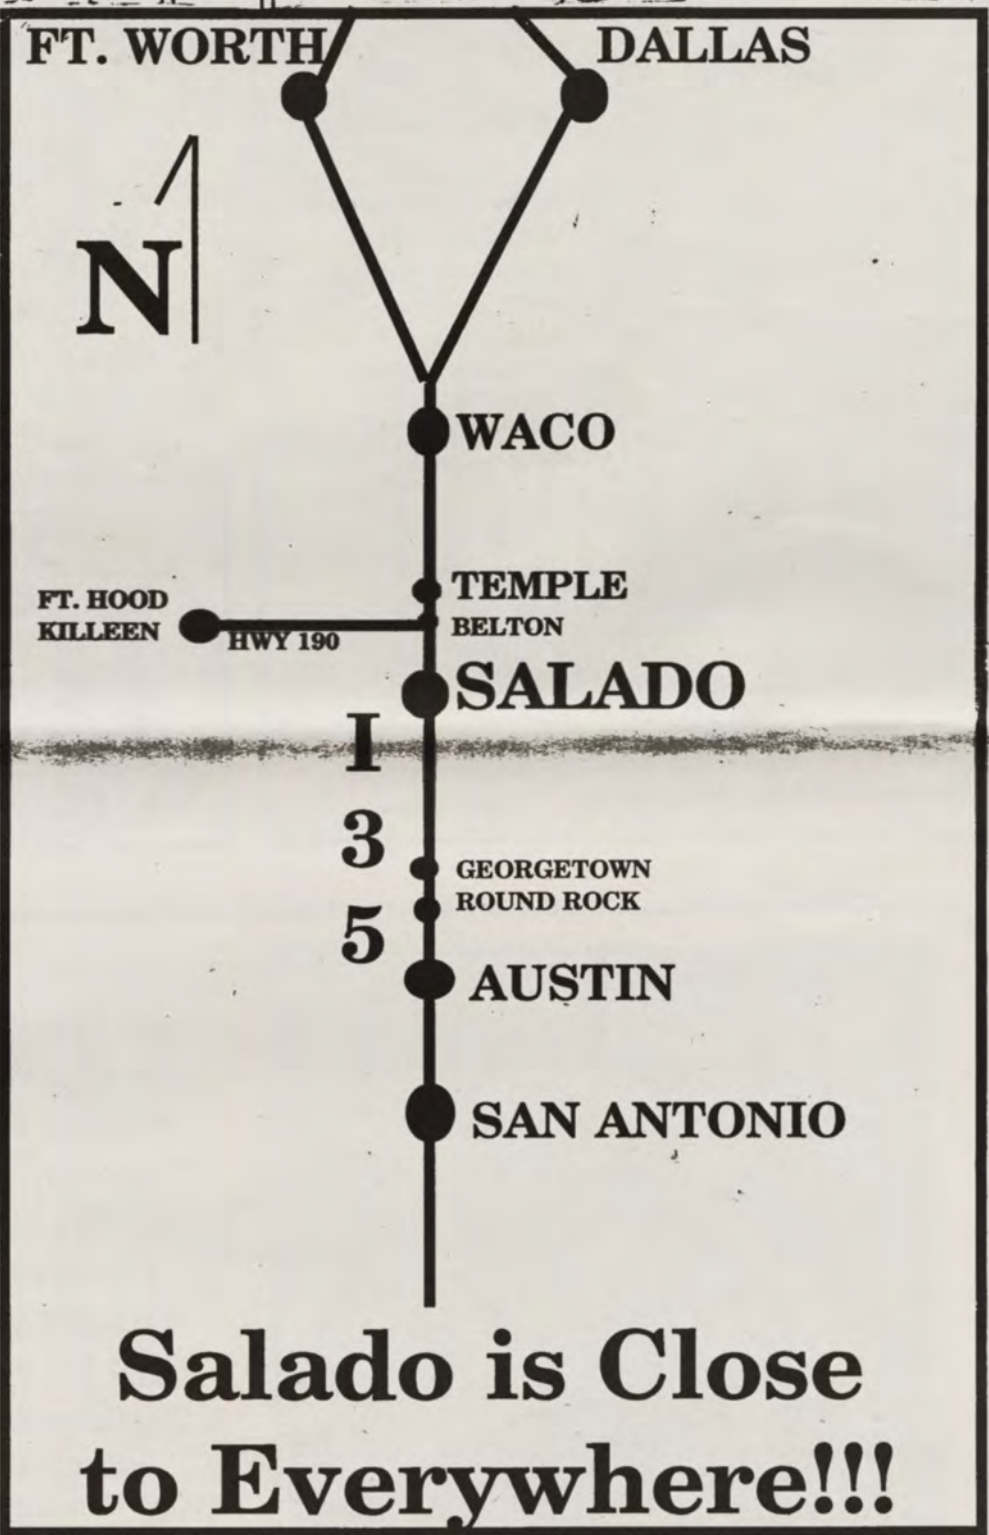 FT. WORTH
DALLAS
N
WACO
TEMPLE
FT. HOOD
KILLEEN
HWY 190
BELTON
SALADO
I
3
5
GEORGETOWN
ROUND ROCK
AUSTIN
SAN ANTONIO
Salado is Close
to Everywhere!!!